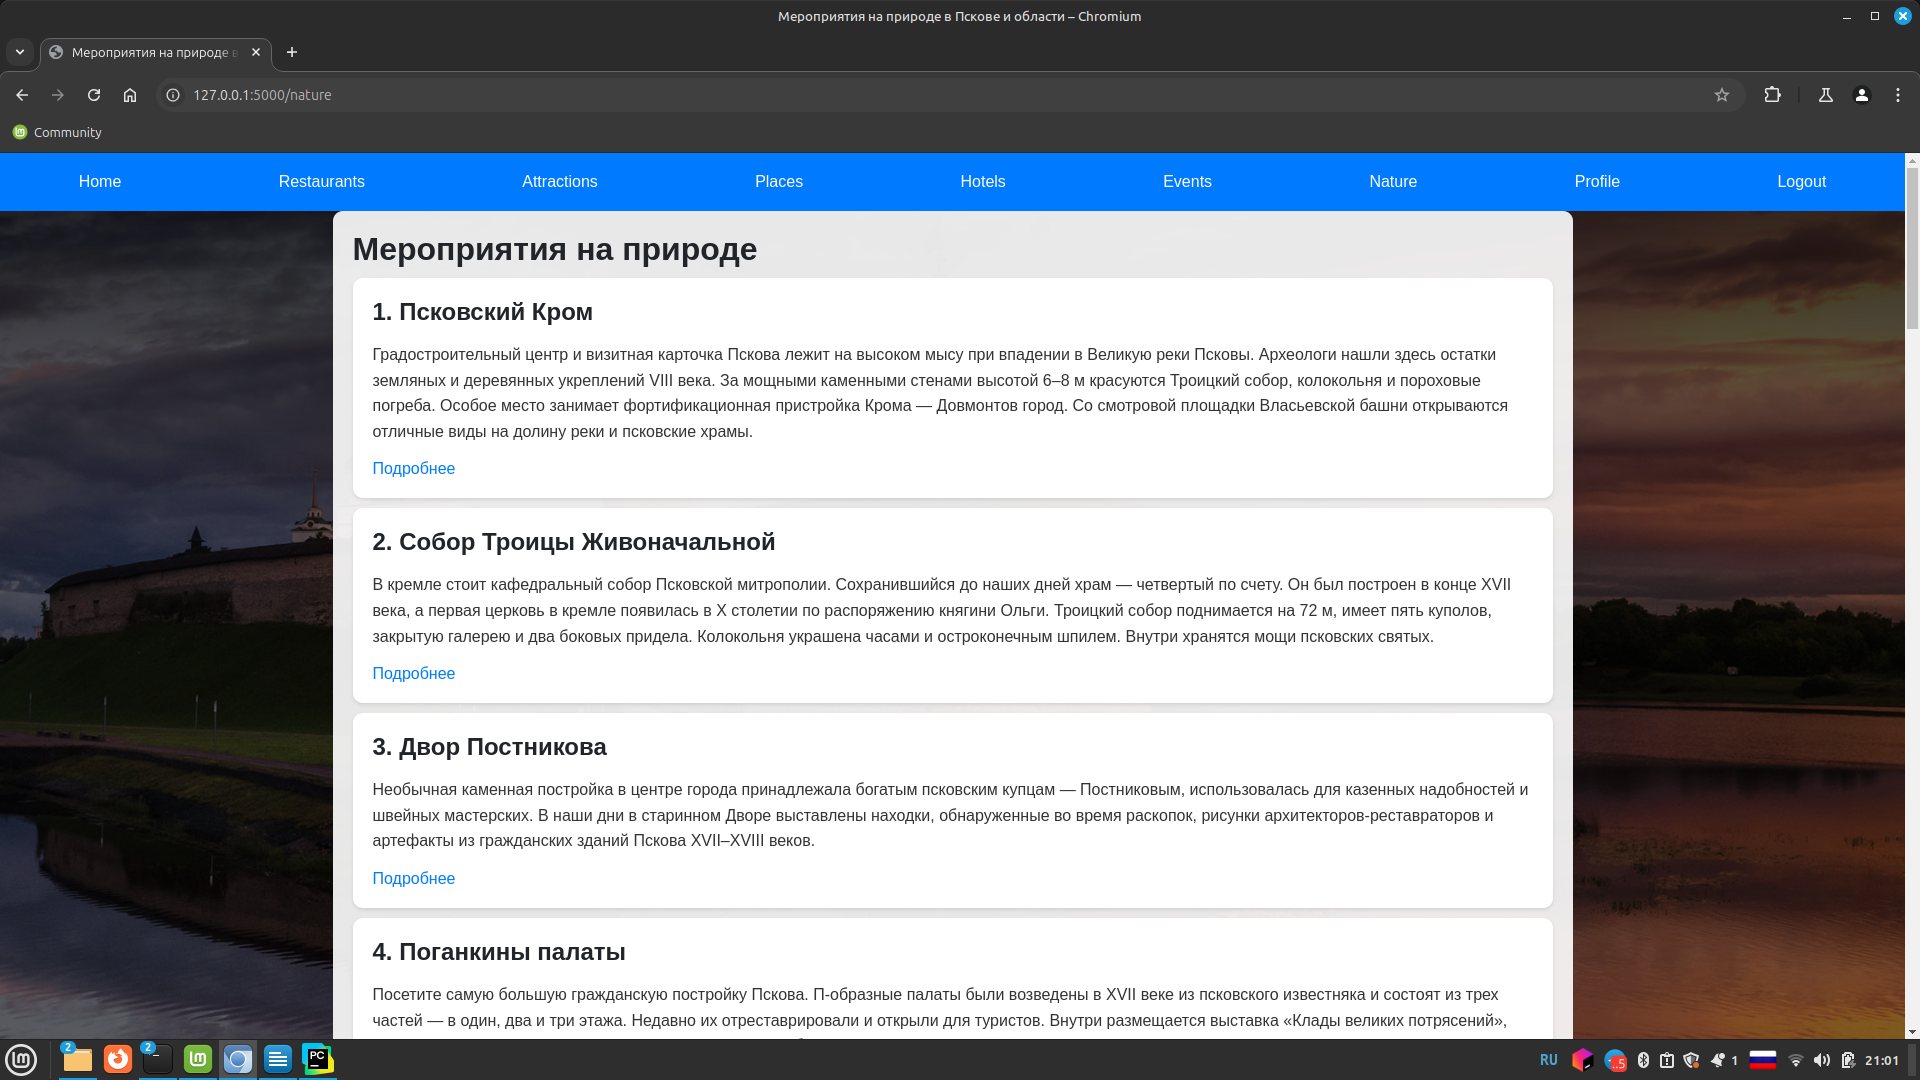 Мероприятия на природе в Пскове и области – Chromium
Мероприятия на природе в
127.0.0.1:5000/nature
Community
Home Restaurants Attractions Places Hotels Events Nature Profile Logout
Мероприятия на природе
1. Псковский Кром
Градостроительный центр и визитная карточка Пскова лежит на высоком мысу при впадении в Великую реки Псковы. Археологи нашли здесь остатки
земляных и деревянных укреплений VIII века. За мощными каменными стенами высотой 6–8 м красуются Троицкий собор, колокольня и пороховые
погреба. Особое место занимает фортификационная пристройка Крома — Довмонтов город. Со смотровой площадки Власьевской башни открываются
отличные виды на долину реки и псковские храмы.
Подробнее
2. Собор Троицы Живоначальной
В кремле стоит кафедральный собор Псковской митрополии. Сохранившийся до наших дней храм — четвертый по счету. Он был построен в конце XVII
века, а первая церковь в кремле появилась в X столетии по распоряжению княгини Ольги. Троицкий собор поднимается на 72 м, имеет пять куполов,
закрытую галерею и два боковых придела. Колокольня украшена часами и остроконечным шпилем. Внутри хранятся мощи псковских святых.
Подробнее
3. Двор Постникова
Необычная каменная постройка в центре города принадлежала богатым псковским купцам — Постниковым, использовалась для казенных надобностей и
швейных мастерских. В наши дни в старинном Дворе выставлены находки, обнаруженные во время раскопок, рисунки архитекторов-реставраторов и
артефакты из гражданских зданий Пскова XVII–XVIII веков.
Подробнее
4. Поганкины палаты
Посетите самую большую гражданскую постройку Пскова. П-образные палаты были возведены в XVII веке из псковского известняка и состоят из трех
частей — в один, два и три этажа. Недавно их отреставрировали и открыли для туристов. Внутри размещается выставка «Клады великих потрясений»,
2 2 PC RU ..5 1 21:01